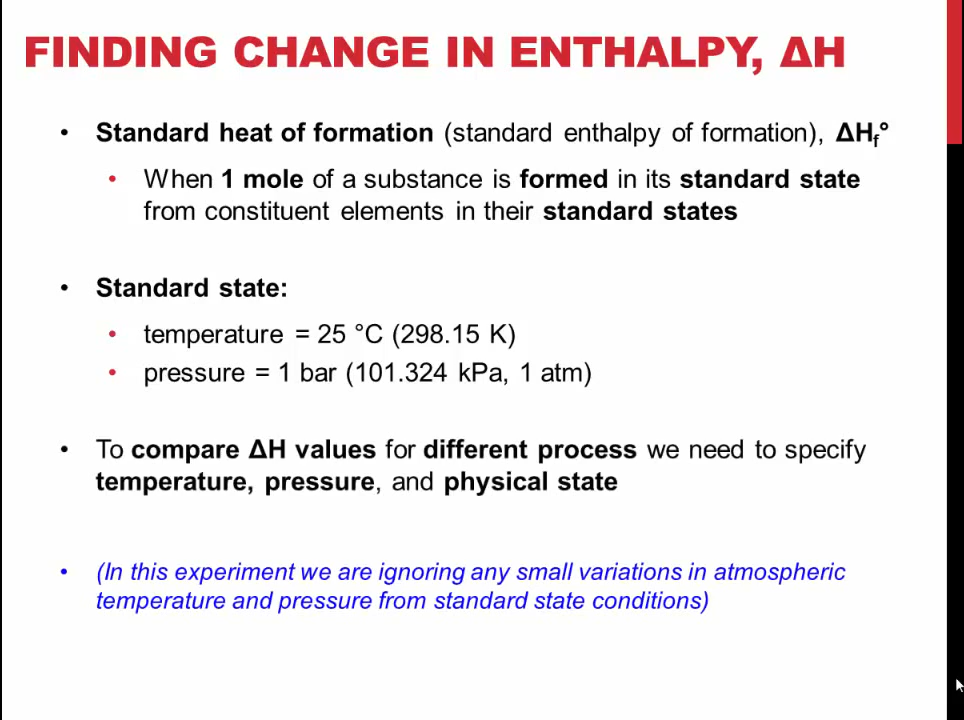 FINDING CHANGE IN ENTHALPY, ΔH
• Standard heat of formation (standard enthalpy of formation), ΔHf°
• When 1 mole of a substance is formed in its standard state
from constituent elements in their standard states
• Standard state:
• temperature = 25 °C (298.15 K)
• pressure = 1 bar (101.324 kPa, 1 atm)
• To compare ΔH values for different process we need to specify
temperature, pressure, and physical state
• (In this experiment we are ignoring any small variations in atmospheric
temperature and pressure from standard state conditions)